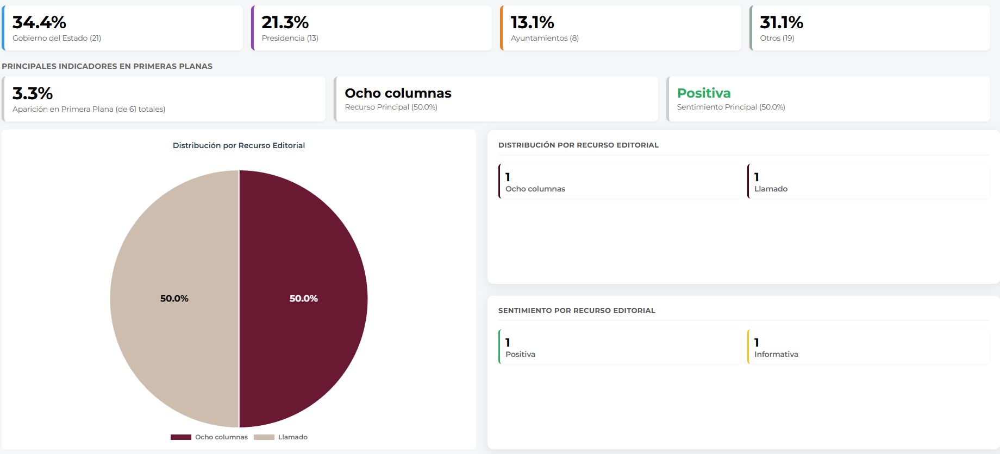 34.4%
Gobierno del Estado (21)
21.3%
Presidencia (13)
13.1%
Ayuntamientos (8)
31.1%
Otros (19)
PRINCIPALES INDICADORES EN PRIMERAS PLANAS
3.3%
Aparición en Primera Plana (de 61 totales)
Ocho columnas
Recurso Principal (50.0%)
Positiva
Sentimiento Principal (50.0%)
Distribución por Recurso Editorial
50.0%
50.0%
Ocho columnas
Llamado
DISTRIBUCIÓN POR RECURSO EDITORIAL
1
Ocho columnas
1
Llamado
SENTIMIENTO POR RECURSO EDITORIAL
1
Positiva
1
Informativa